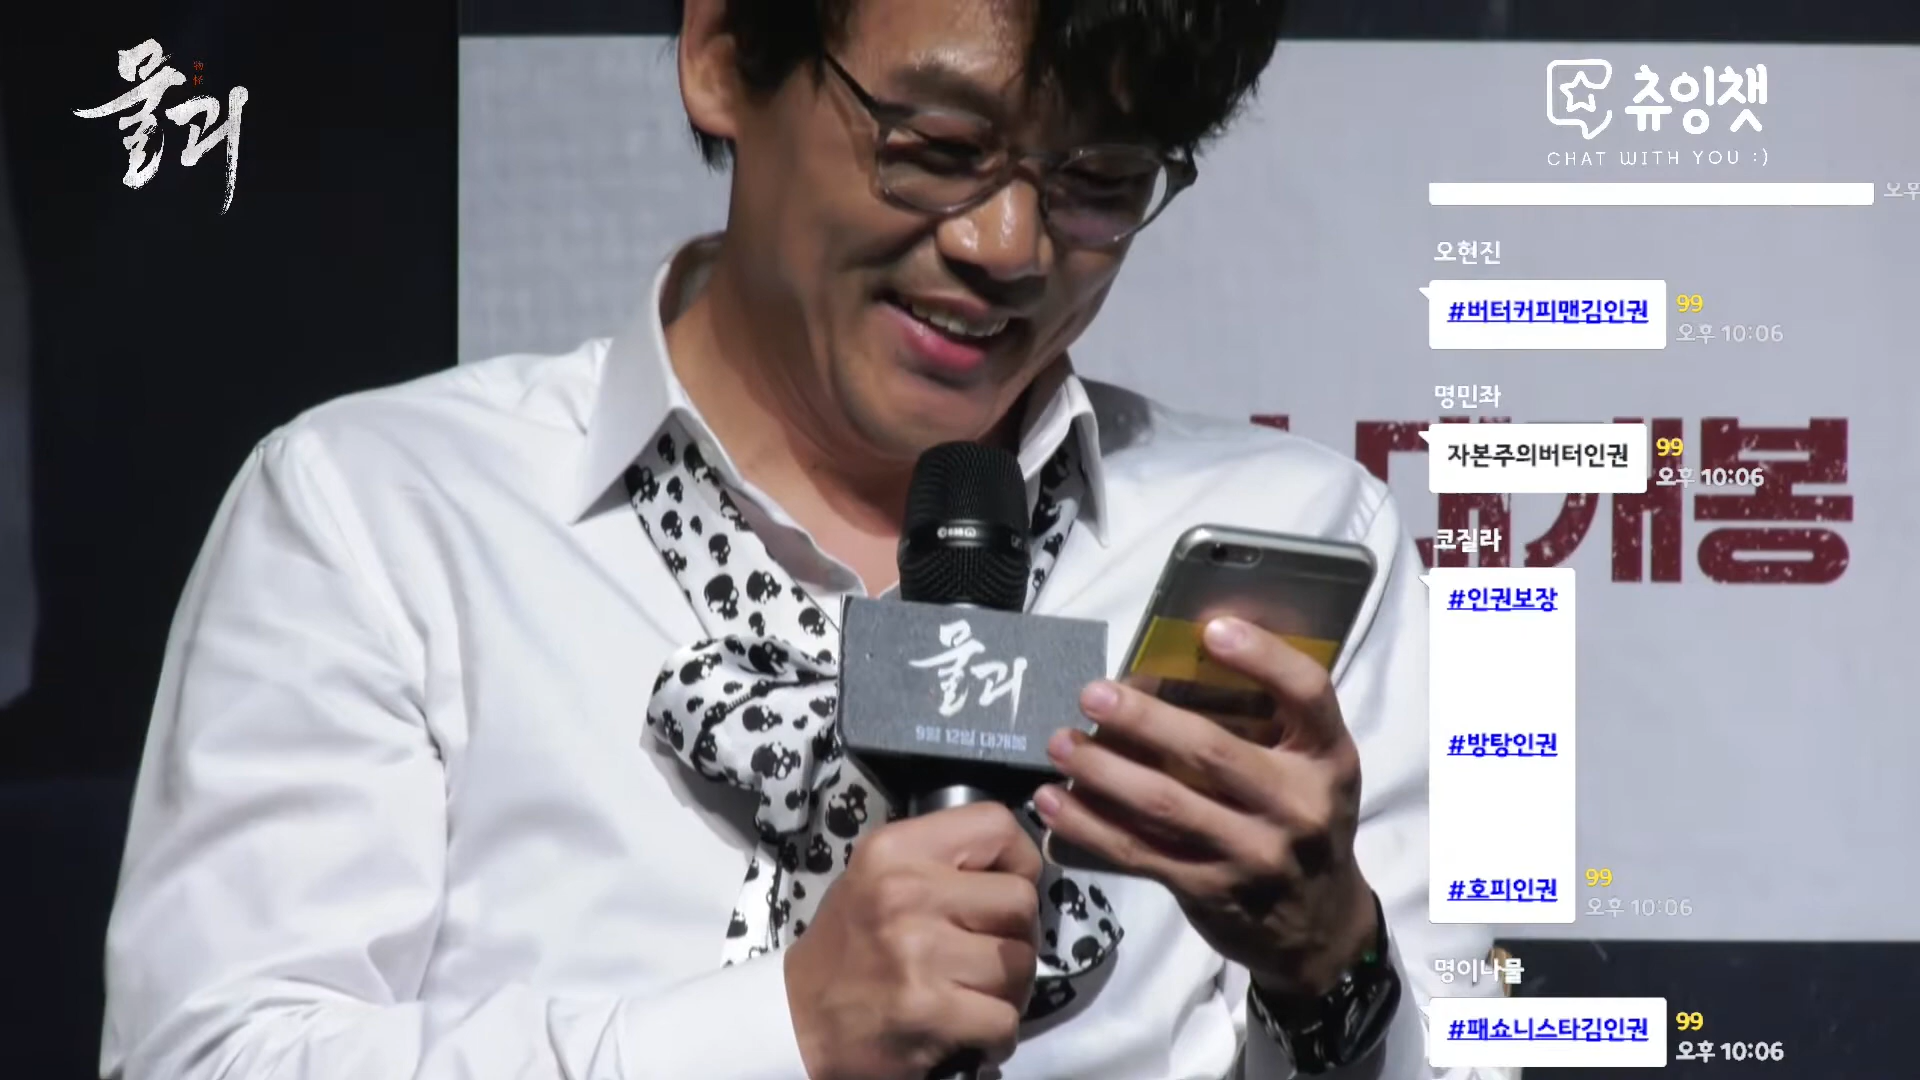 물괴
物
怪
츄잉챗
CHAT WITH YOU :)
오후
오현진
#버터커피맨김인권
99
오후 10:06
명민좌
자본주의버터인권
99
오후 10:06
대개봉
코질라
#인권보장
#방탕인권
#호피인권
99
오후 10:06
명이나물
#패쇼니스타김인권
99
오후 10:06
물괴
9월 12일 대개봉